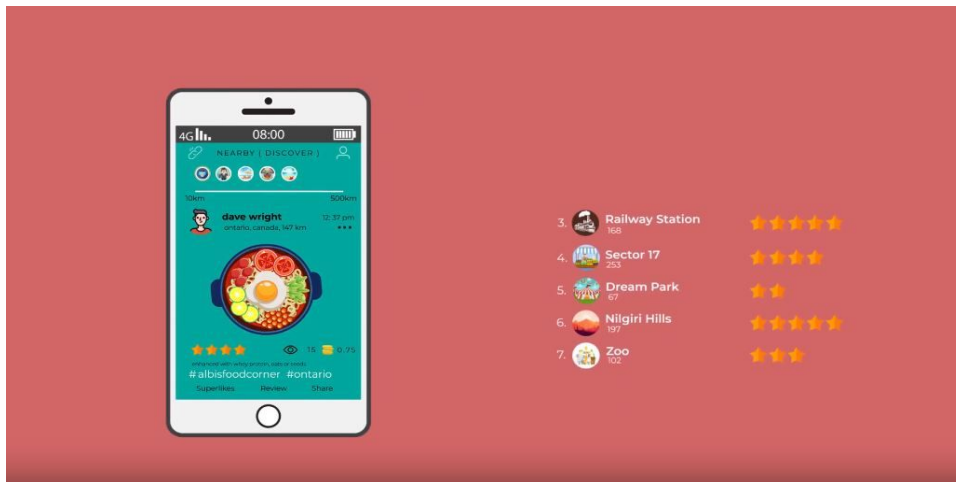 4G 08:00
NEARBY [ DISCOVER ]
10km 500km
dave wright 12:37 pm
ontario, canada, 147 km
15 0.75
#albisfoodcorner #ontario
Superlikes Review Share
3. Railway Station
168
4. Sector 17
253
5. Dream Park
67
6. Nilgiri Hills
197
7. Zoo
102